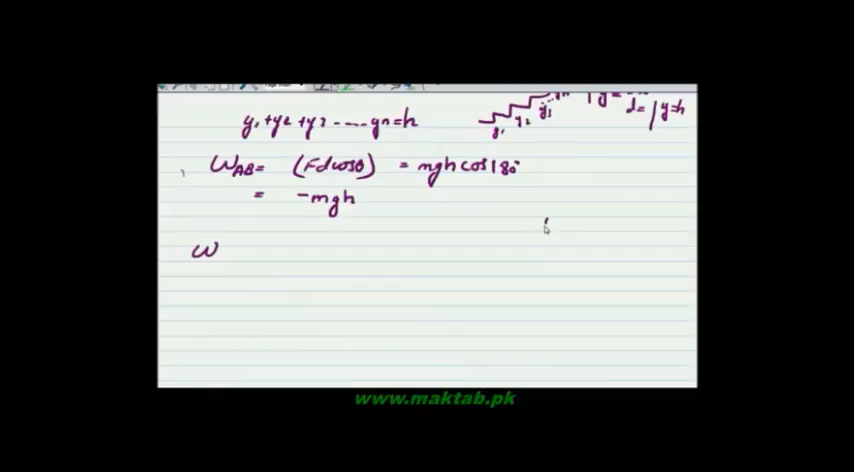 y₁+y₂+y₃.....yn=h
y₁ y₂ y₃
d= |y=h
W_AB= (Fdcosθ) = mgh cos180°
= -mgh
W
www.maktab.pk